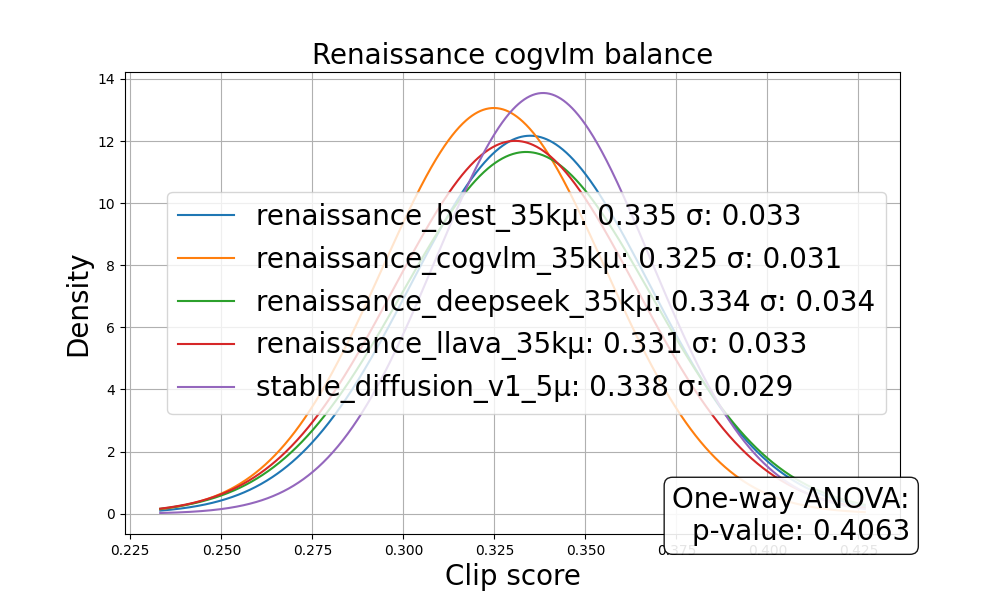 Renaissance cogvlm balance
14
12
10
8
6
4
2
0
Density
renaissance_best_35kμ: 0.335 σ: 0.033
renaissance_cogvlm_35kμ: 0.325 σ: 0.031
renaissance_deepseek_35kμ: 0.334 σ: 0.034
renaissance_llava_35kμ: 0.331 σ: 0.033
stable_diffusion_v1_5μ: 0.338 σ: 0.029
One-way ANOVA:
p-value: 0.4063
0.225 0.250 0.275 0.300 0.325 0.350 0.375 0.400 0.425
Clip score